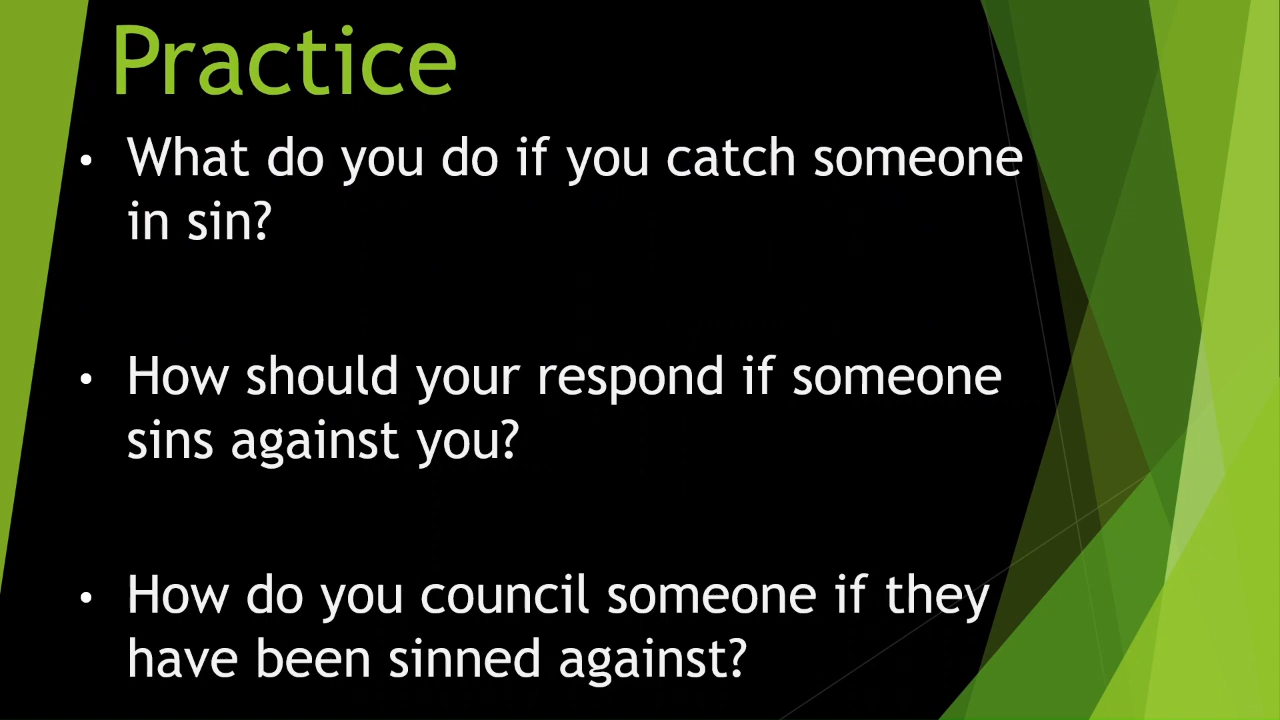 Practice
• What do you do if you catch someone
in sin?
• How should your respond if someone
sins against you?
• How do you council someone if they
have been sinned against?